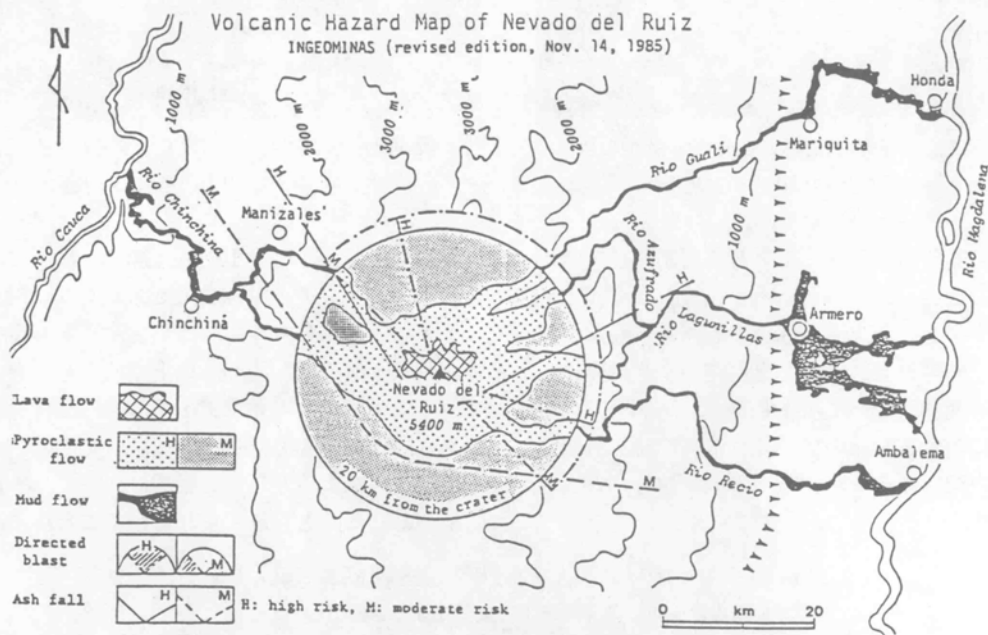 Volcanic Hazard Map of Nevado del Ruiz
INGEOMINAS (revised edition, Nov. 14, 1985)
N
1000 m
2000 m
3000 m
3000 m
2000 m
Honda
Mariquita
Rio Guali
Rio Cauca
Rio Chinchina
M
H
Manizales
H
M
Rio Azufrado
1000 m
H
Rio Magdalena
Chinchiná
Rio Lagunillas
Armero
Nevado del
Ruiz
5400 m
H
20 km from the crater
M
M
Rio Recio
Ambalema
Lava flow
Pyroclastic
flow
H
M
Mud flow
Directed
blast
H
M
Ash fall
H
M
H: high risk, M: moderate risk
0 km 20